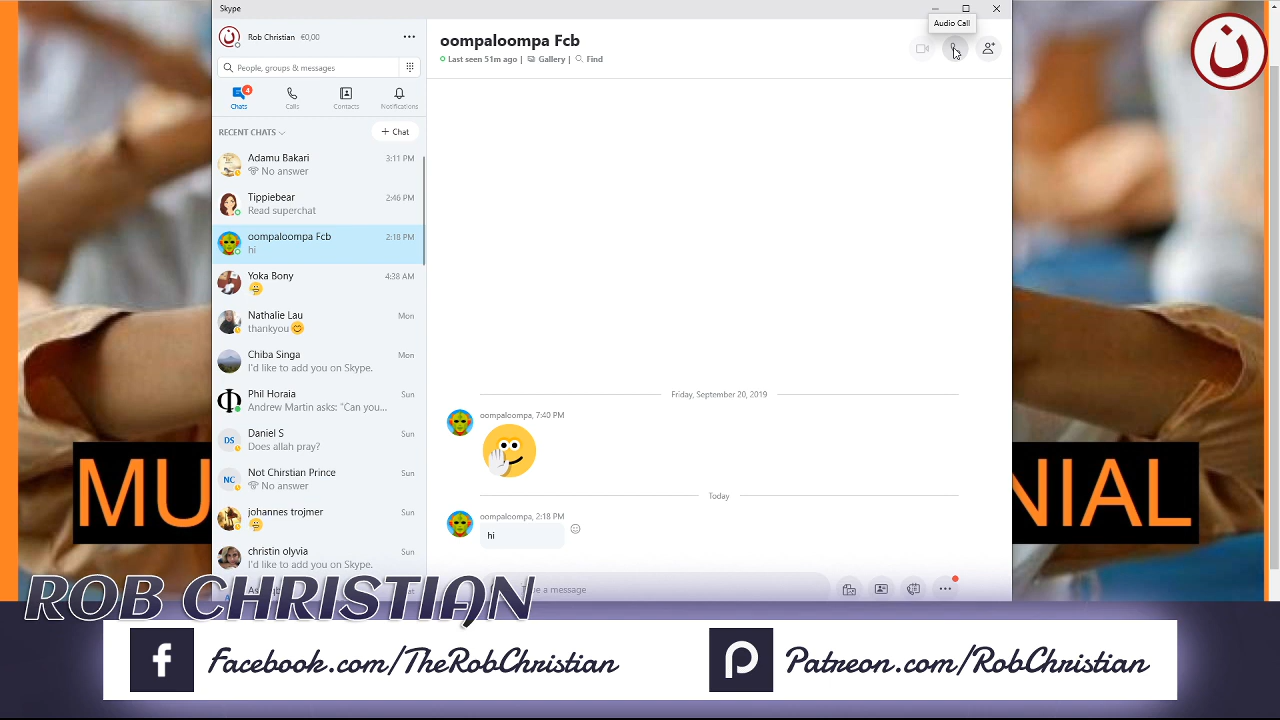 Skype
Audio Call
Rob Christian €0,00
People, groups & messages
4
Chats Calls Contacts Notifications
RECENT CHATS
+ Chat
Adamu Bakari 3:11 PM
No answer
Tippiebear 2:46 PM
Read superchat
oompaloompa Fcb 2:18 PM
hi
Yoka Bony 4:38 AM
Nathalie Lau Mon
thankyou
Chiba Singa Mon
I'd like to add you on Skype.
Phil Horaia Sun
Andrew Martin asks: "Can you...
DS
Daniel S Sun
Does allah pray?
NC
Not Chirstian Prince Sun
No answer
johannes trojmer Sun
christin olyvia Sun
I'd like to add you on Skype.
oompaloompa Fcb
Last seen 51m ago | Gallery | Find
Friday, September 20, 2019
oompaloompa, 7:40 PM
Today
oompaloompa, 2:18 PM
hi
e a message
ن
MU
NIAL
ROB CHRISTIAN
f Facebook.com/TheRobChristian
Patreon.com/RobChristian